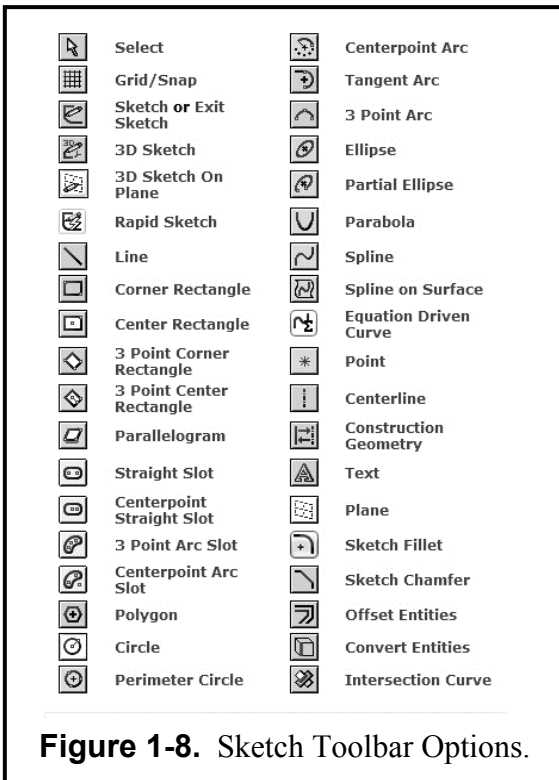 Select
Grid/Snap
Sketch or Exit
Sketch
3D Sketch
3D Sketch On
Plane
Rapid Sketch
Line
Corner Rectangle
Center Rectangle
3 Point Corner
Rectangle
3 Point Center
Rectangle
Parallelogram
Straight Slot
Centerpoint
Straight Slot
3 Point Arc Slot
Centerpoint Arc
Slot
Polygon
Circle
Perimeter Circle
Centerpoint Arc
Tangent Arc
3 Point Arc
Ellipse
Partial Ellipse
Parabola
Spline
Spline on Surface
Equation Driven
Curve
Point
Centerline
Construction
Geometry
Text
Plane
Sketch Fillet
Sketch Chamfer
Offset Entities
Convert Entities
Intersection Curve
Figure 1-8. Sketch Toolbar Options.